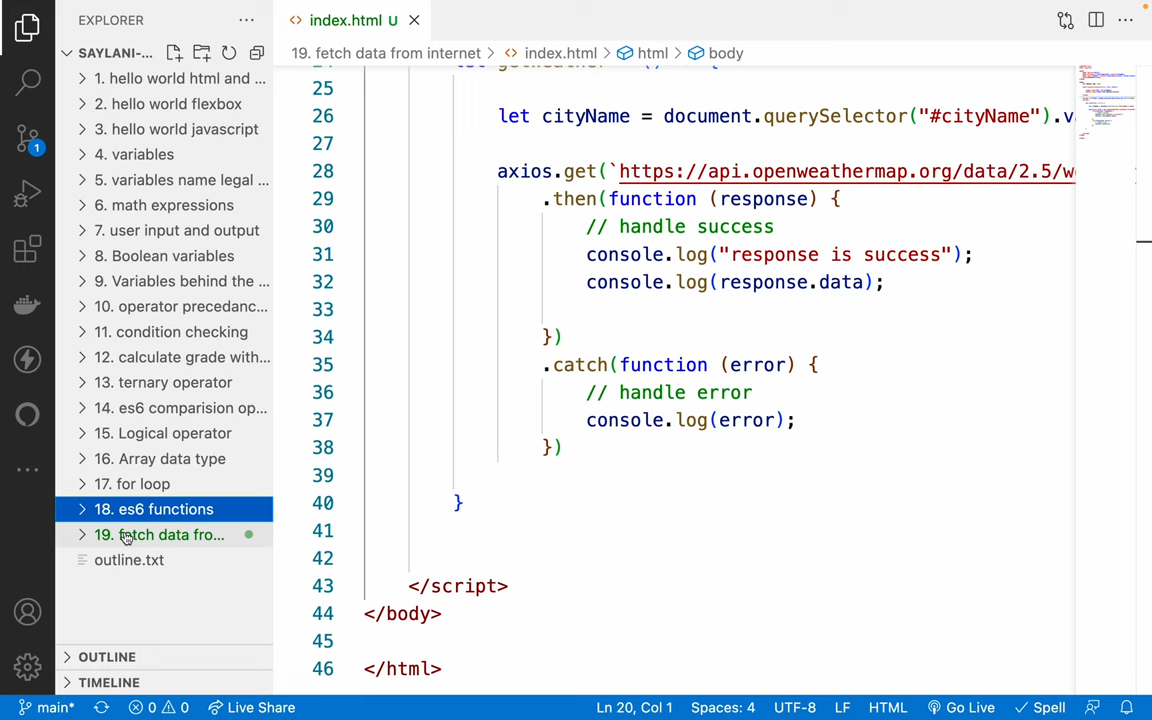 EXPLORER
index.html U
SAYLANI-...
19. fetch data from internet > index.html > html > body
1. hello world html and ...
2. hello world flexbox
3. hello world javascript
4. variables
5. variables name legal ...
6. math expressions
7. user input and output
8. Boolean variables
9. Variables behind the ...
10. operator precedanc...
11. condition checking
12. calculate grade with...
13. ternary operator
14. es6 comparision op...
15. Logical operator
16. Array data type
17. for loop
18. es6 functions
19. fetch data fro...
outline.txt
OUTLINE
TIMELINE
1
25
26 let cityName = document.querySelector("#cityName").va
27
28 axios.get(`https://api.openweathermap.org/data/2.5/w
29 .then(function (response) {
30 // handle success
31 console.log("response is success");
32 console.log(response.data);
33
34 })
35 .catch(function (error) {
36 // handle error
37 console.log(error);
38 })
39
40 }
41
42
43 </script>
44 </body>
45
46 </html>
main* 0 0 Live Share Ln 20, Col 1 Spaces: 4 UTF-8 LF HTML Go Live Spell